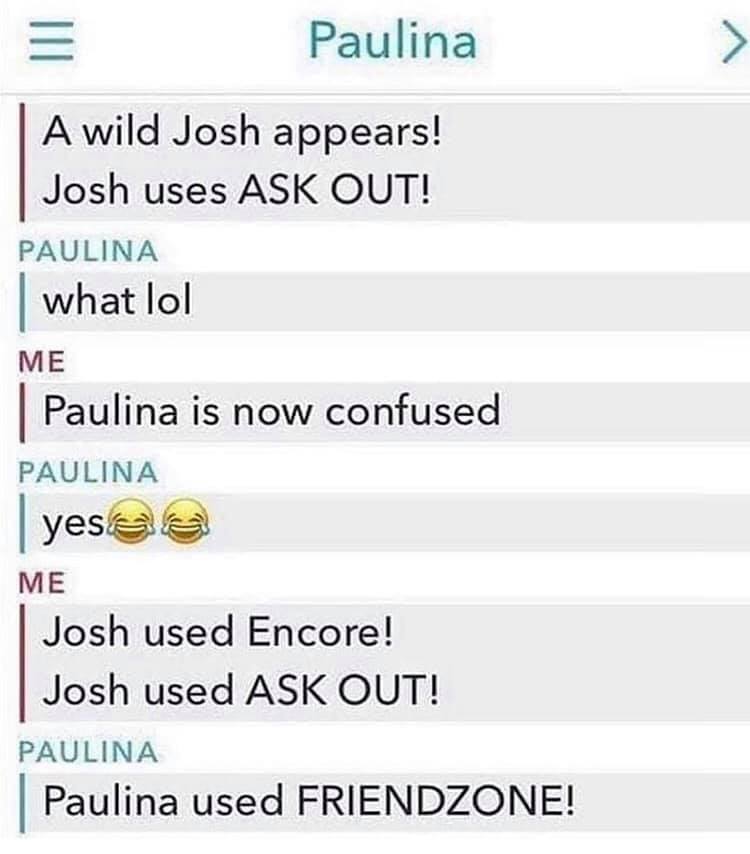 Paulina
A wild Josh appears!
Josh uses ASK OUT!
PAULINA
what lol
ME
Paulina is now confused
PAULINA
yes😂😂
ME
Josh used Encore!
Josh used ASK OUT!
PAULINA
Paulina used FRIENDZONE!